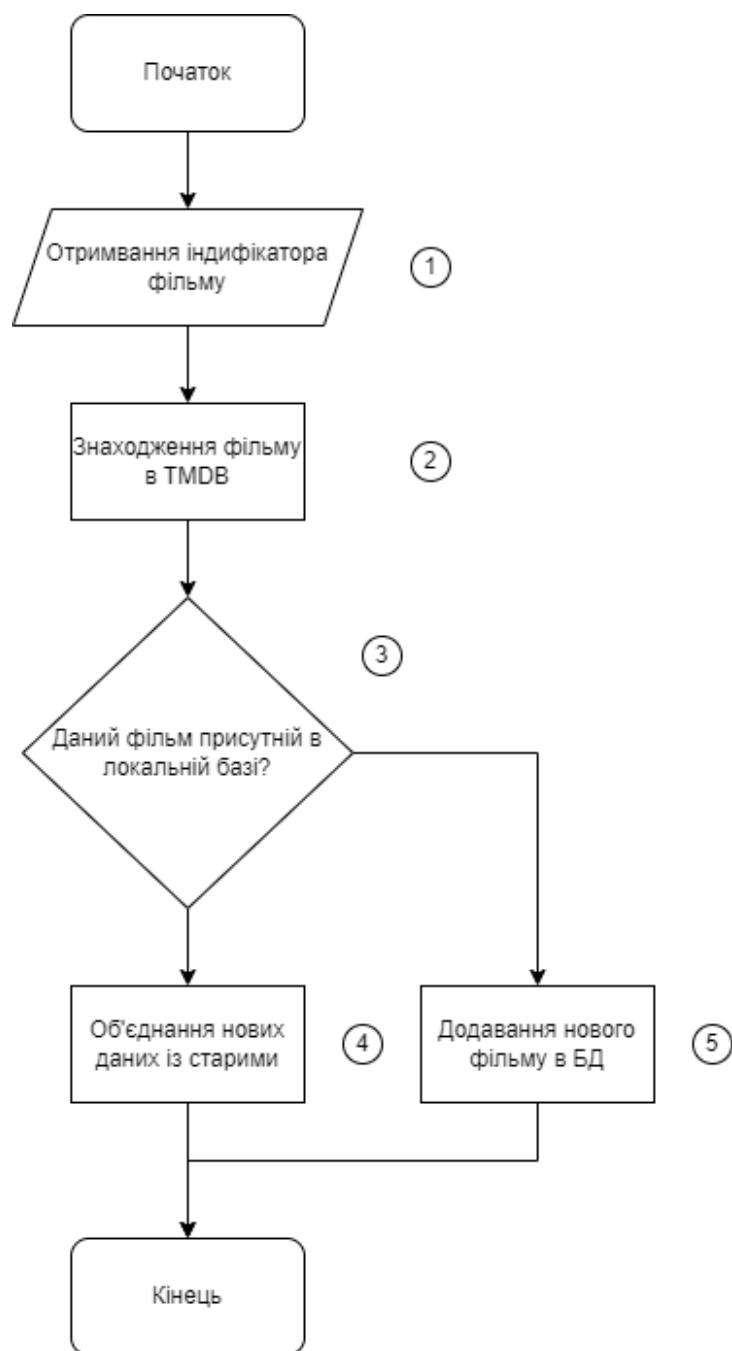 Початок
Отримвання індифікатора
фільму
1
Знаходження фільму
в TMDB
2
3
Даний фільм присутній в
локальній базі?
Об'єднання нових
даних із старими
4
Додавання нового
фільму в БД
5
Кінець